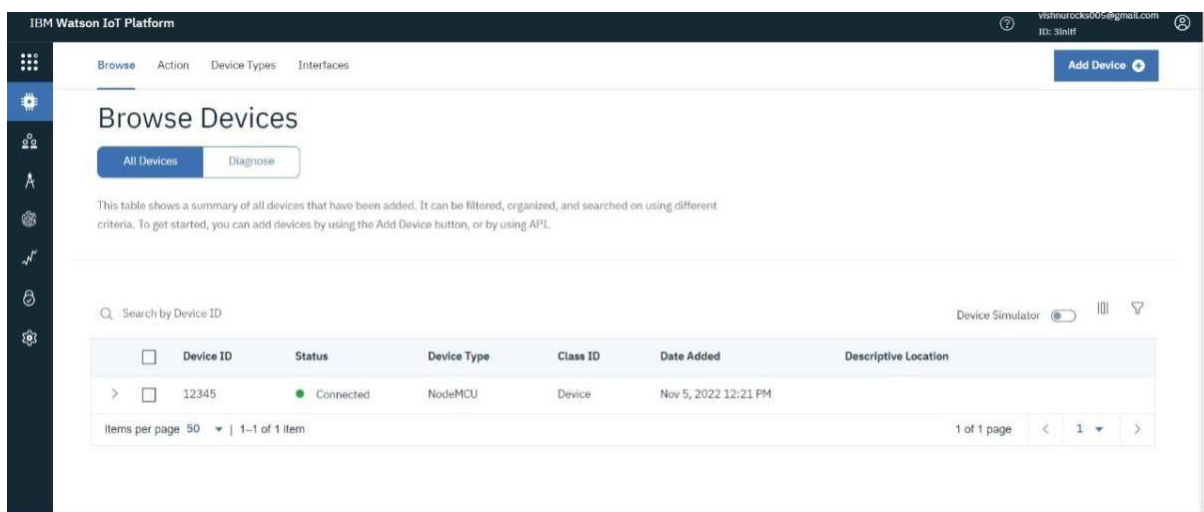 IBM Watson IoT Platform
vishnurocks005@gmail.com
ID: 3lnitf
Browse Action Device Types Interfaces
Add Device
Browse Devices
All Devices Diagnose
This table shows a summary of all devices that have been added. It can be filtered, organized, and searched on using different
criteria. To get started, you can add devices by using the Add Device button, or by using API.
Search by Device ID
Device Simulator
Device ID Status Device Type Class ID Date Added Descriptive Location
12345 Connected NodeMCU Device Nov 5, 2022 12:21 PM
Items per page 50 | 1–1 of 1 item
1 of 1 page < 1 >